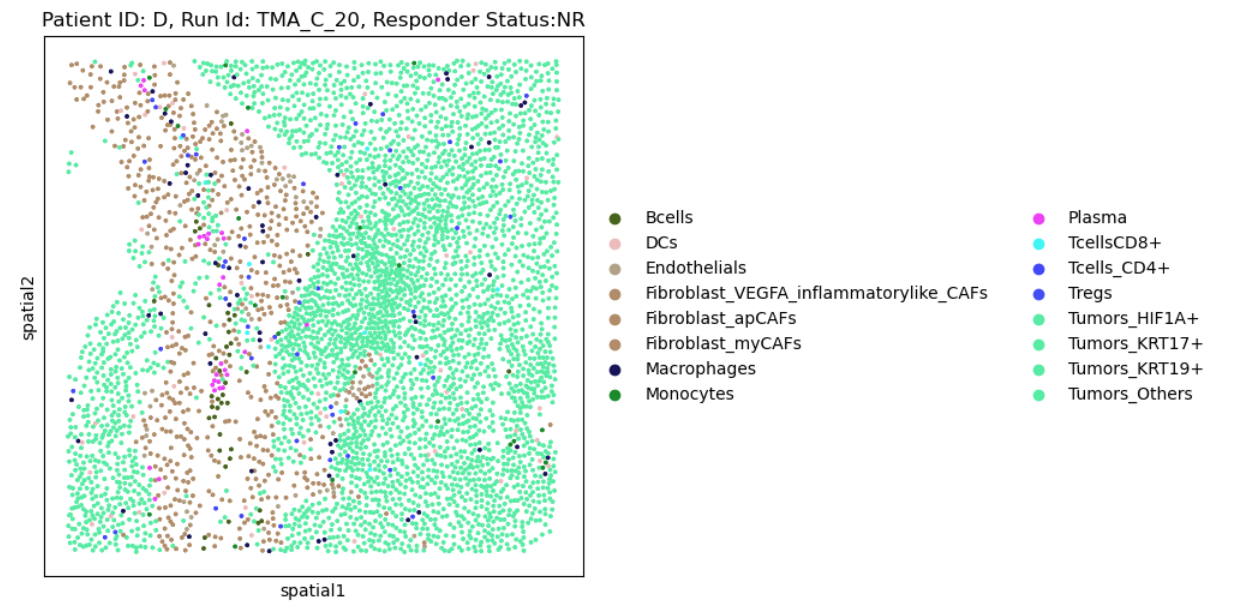 Patient ID: D, Run Id: TMA_C_20, Responder Status:NR
spatial2
spatial1
Bcells
DCs
Endothelials
Fibroblast_VEGFA_inflammatorylike_CAFs
Fibroblast_apCAFs
Fibroblast_myCAFs
Macrophages
Monocytes
Plasma
TcellsCD8+
Tcells_CD4+
Tregs
Tumors_HIF1A+
Tumors_KRT17+
Tumors_KRT19+
Tumors_Others